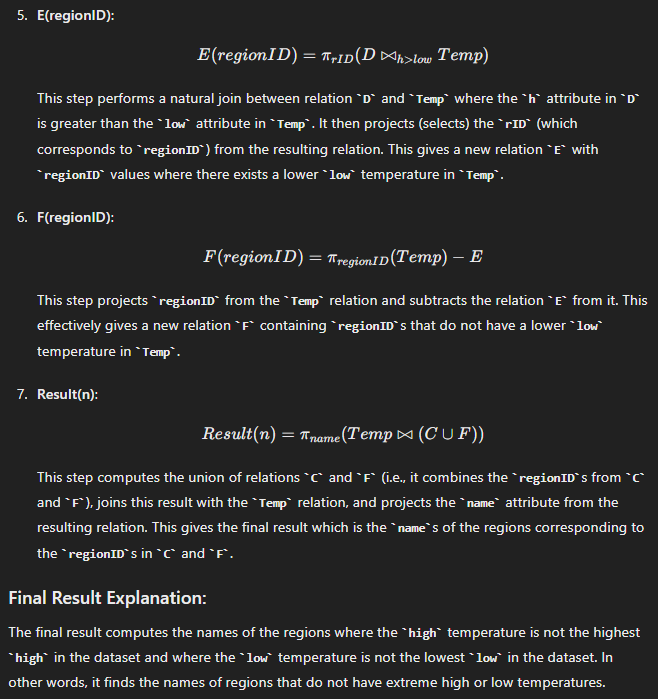 5. E(regionID):
E(regionID) = π_rID(D ⋈_h>low Temp)
This step performs a natural join between relation `D` and `Temp` where the `h` attribute in `D`
is greater than the `low` attribute in `Temp`. It then projects (selects) the `rID` (which
corresponds to `regionID`) from the resulting relation. This gives a new relation `E` with
`regionID` values where there exists a lower `low` temperature in `Temp`.
6. F(regionID):
F(regionID) = π_regionID(Temp) − E
This step projects `regionID` from the `Temp` relation and subtracts the relation `E` from it. This
effectively gives a new relation `F` containing `regionID`s that do not have a lower `low`
temperature in `Temp`.
7. Result(n):
Result(n) = π_name(Temp ⋈ (C ∪ F))
This step computes the union of relations `C` and `F` (i.e., it combines the `regionID`s from `C`
and `F`), joins this result with the `Temp` relation, and projects the `name` attribute from the
resulting relation. This gives the final result which is the `name`s of the regions corresponding to
the `regionID`s in `C` and `F`.
Final Result Explanation:
The final result computes the names of the regions where the `high` temperature is not the highest
`high` in the dataset and where the `low` temperature is not the lowest `low` in the dataset. In
other words, it finds the names of regions that do not have extreme high or low temperatures.